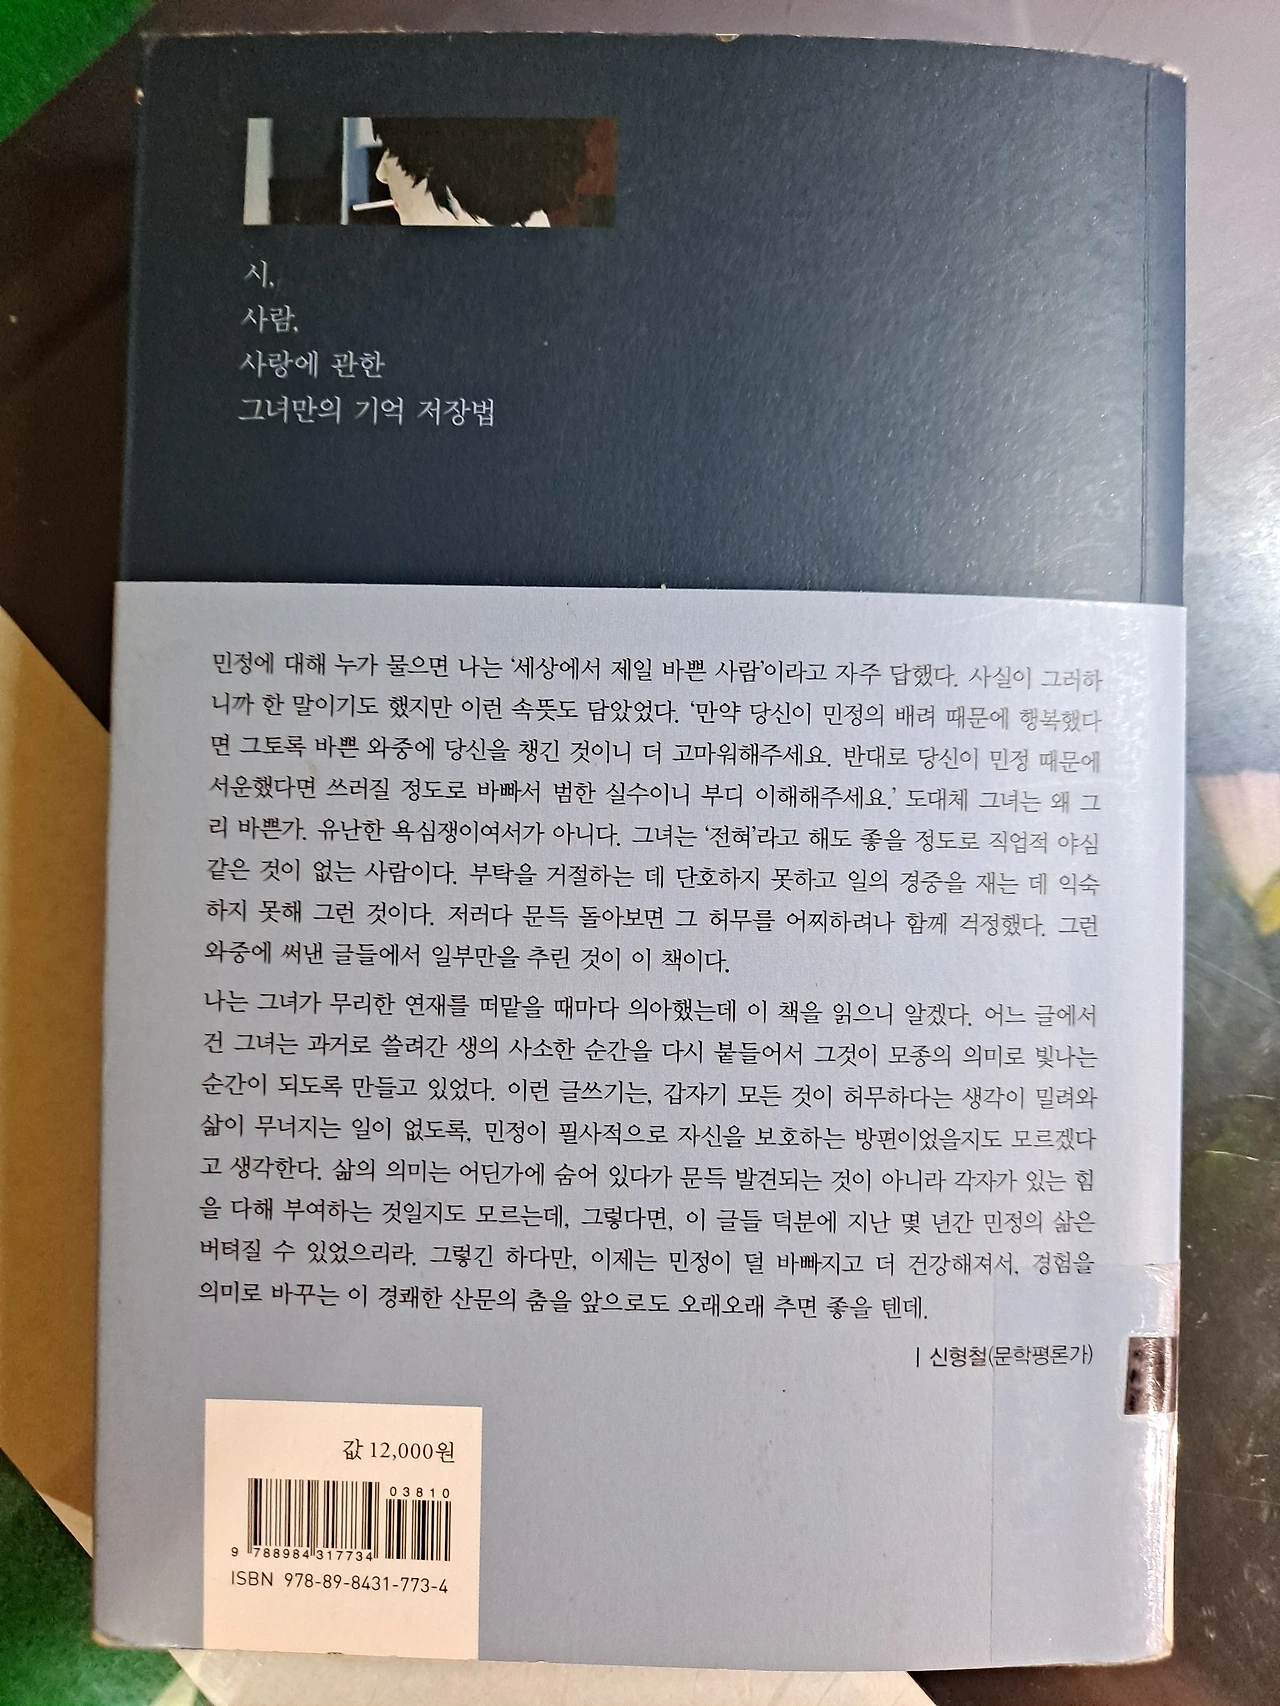 시,
사람,
사랑에 관한
그녀만의 기억 저장법
민정에 대해 누가 물으면 나는 ‘세상에서 제일 바쁜 사람’이라고 자주 답했다. 사실이 그러하
니까 한 말이기도 했지만 이런 속뜻도 담았었다. ‘만약 당신이 민정의 배려 때문에 행복했다
면 그토록 바쁜 와중에 당신을 챙긴 것이니 더 고마워해주세요. 반대로 당신이 민정 때문에
서운했다면 쓰러질 정도로 바빠서 범한 실수이니 부디 이해해주세요.’ 도대체 그녀는 왜 그
리 바쁜가. 유난한 욕심쟁이여서가 아니다. 그녀는 ‘전혀’라고 해도 좋을 정도로 직업적 야심
같은 것이 없는 사람이다. 부탁을 거절하는 데 단호하지 못하고 일의 경중을 재는 데 익숙
하지 못해 그런 것이다. 저러다 문득 돌아보면 그 허무를 어찌하려나 함께 걱정했다. 그런
와중에 써낸 글들에서 일부만을 추린 것이 이 책이다.
나는 그녀가 무리한 연재를 떠맡을 때마다 의아했는데 이 책을 읽으니 알겠다. 어느 글에서
건 그녀는 과거로 쓸려간 생의 사소한 순간을 다시 붙들어서 그것이 모종의 의미로 빛나는
순간이 되도록 만들고 있었다. 이런 글쓰기는, 갑자기 모든 것이 허무하다는 생각이 밀려와
삶이 무너지는 일이 없도록, 민정이 필사적으로 자신을 보호하는 방편이었을지도 모르겠다
고 생각한다. 삶의 의미는 어딘가에 숨어 있다가 문득 발견되는 것이 아니라 각자가 있는 힘
을 다해 부여하는 것일지도 모르는데, 그렇다면, 이 글들 덕분에 지난 몇 년간 민정의 삶은
버텨질 수 있었으리라. 그렇긴 하다만, 이제는 민정이 덜 바빠지고 더 건강해져서, 경험을
의미로 바꾸는 이 경쾌한 산문의 춤을 앞으로도 오래오래 추면 좋을 텐데.
| 신형철(문학평론가)
값 12,000원
03810
9 788984 317734
ISBN 978-89-8431-773-4